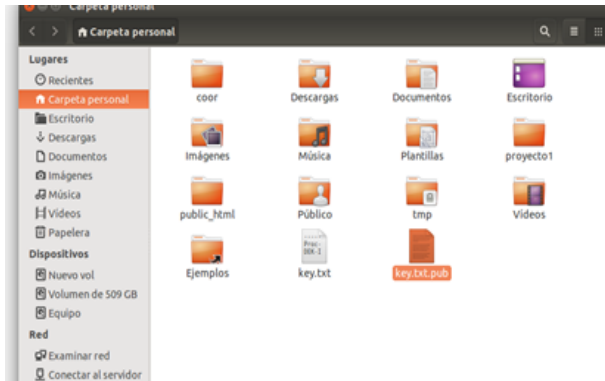 Carpeta personal
Carpeta personal
Lugares
Recientes
Carpeta personal
Escritorio
Descargas
Documentos
Imágenes
Música
Vídeos
Papelera
Dispositivos
Nuevo vol
Volumen de 509 GB
Equipo
Red
Examinar red
Conectar al servidor
coor
Descargas
Documentos
Escritorio
Imágenes
Música
Plantillas
proyecto1
public_html
Público
tmp
Vídeos
Ejemplos
key.txt
key.txt.pub